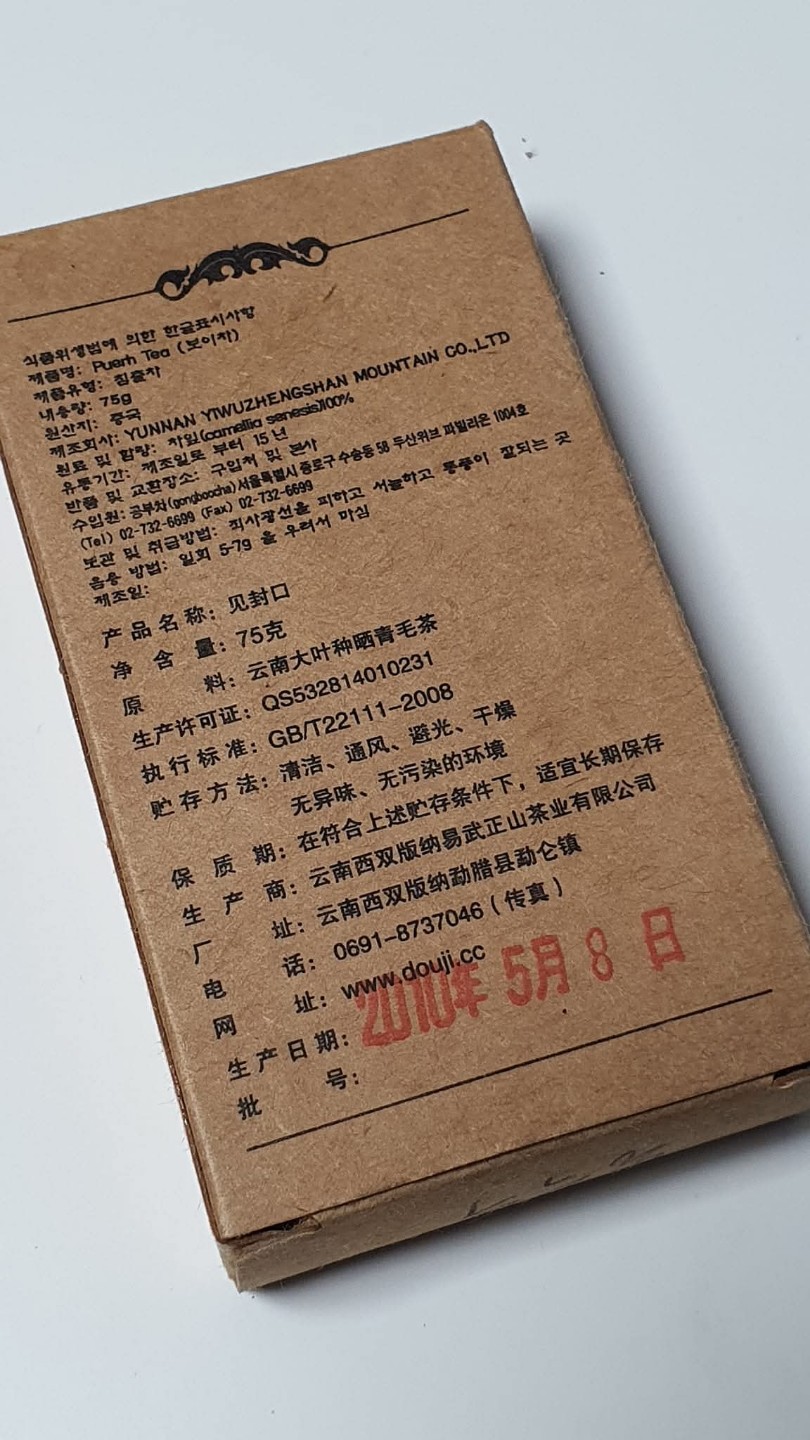 식품위생법에 의한 한글표시사항
제품명: Puerh Tea (보이차)
제품유형: 침출차
내용량: 75g
원산지: 중국
제조회사: YUNNAN YIWUZHENGSHAN MOUNTAIN CO.,LTD
원료 및 함량: 차잎(camellia senesis)100%
유통기간: 제조일로 부터 15년
반품 및 교환장소: 구입처 및 본사
수입원: 공부차(gongboocha) 서울특별시 종로구 수송동 58 두산위브 파빌리온 1004호
(Tel) 02-732-6699 (Fax) 02-732-6699
보관 및 취급방법: 직사광선을 피하고 서늘하고 통풍이 잘되는 곳
음용 방법: 일회 5-7g 을 우려서 마심
제조일:
产品名称: 见封口
净含量: 75克
原料: 云南大叶种晒青毛茶
生产许可证: QS532814010231
执行标准: GB/T22111-2008
贮存方法: 清洁、通风、避光、干燥
无异味、无污染的环境
保质期: 在符合上述贮存条件下，适宜长期保存
生产商: 云南西双版纳易武正山茶业有限公司
厂址: 云南西双版纳勐腊县勐仑镇
电话: 0691-8737046（传真）
网址: www.douji.cc
生产日期: 2010年 5月 8 日
批号: